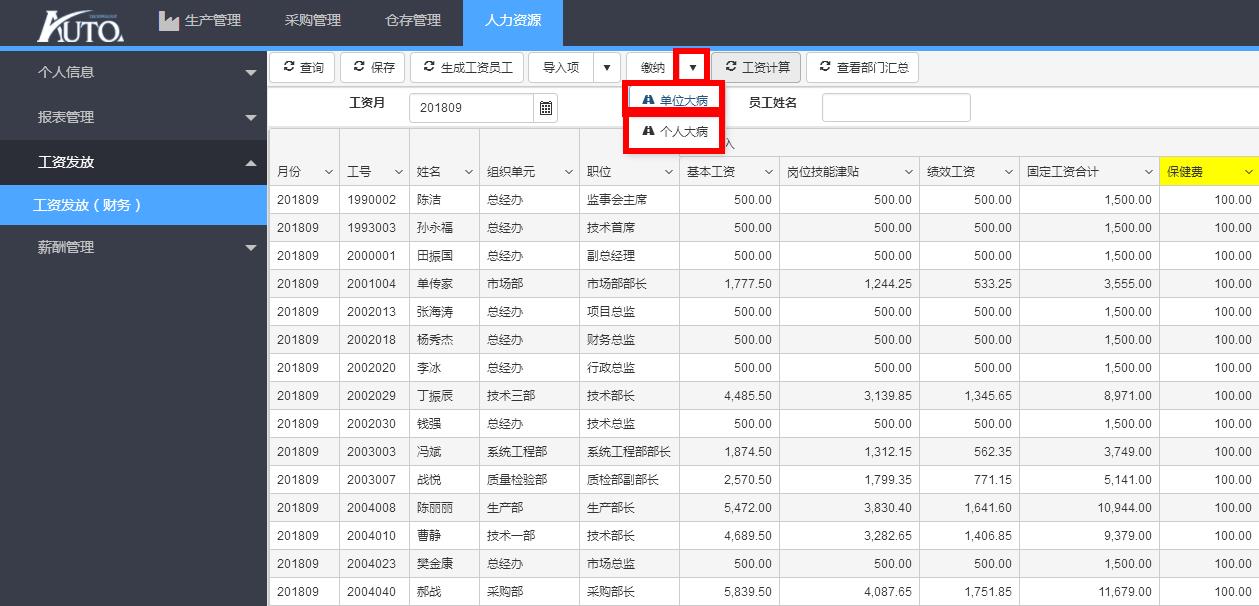 AUTO. TECHNOLOGY 生产管理 采购管理 仓存管理 人力资源
个人信息
报表管理
工资发放
工资发放（财务）
薪酬管理
查询 保存 生成工资员工 导入项 缴纳 工资计算 查看部门汇总
单位大病
个人大病
工资月 201809 员工姓名
入
月份 工号 姓名 组织单元 职位 基本工资 岗位技能津贴 绩效工资 固定工资合计 保健费
201809 1990002 陈洁 总经办 监事会主席 500.00 500.00 500.00 1,500.00 100.00
201809 1993003 孙永福 总经办 技术首席 500.00 500.00 500.00 1,500.00 100.00
201809 2000001 田振国 总经办 副总经理 500.00 500.00 500.00 1,500.00 100.00
201809 2001004 单传家 市场部 市场部部长 1,777.50 1,244.25 533.25 3,555.00 100.00
201809 2002013 张海涛 总经办 项目总监 500.00 500.00 500.00 1,500.00 100.00
201809 2002018 杨秀杰 总经办 财务总监 500.00 500.00 500.00 1,500.00 100.00
201809 2002020 李冰 总经办 行政总监 500.00 500.00 500.00 1,500.00 100.00
201809 2002029 丁振辰 技术三部 技术部长 4,485.50 3,139.85 1,345.65 8,971.00 100.00
201809 2002030 钱强 总经办 技术总监 500.00 500.00 500.00 1,500.00 100.00
201809 2003003 冯斌 系统工程部 系统工程部部长 1,874.50 1,312.15 562.35 3,749.00 100.00
201809 2003007 战悦 质量检验部 质检部副部长 2,570.50 1,799.35 771.15 5,141.00 100.00
201809 2004008 陈丽丽 生产部 生产部长 5,472.00 3,830.40 1,641.60 10,944.00 100.00
201809 2004010 曹静 技术一部 技术部长 4,689.50 3,282.65 1,406.85 9,379.00 100.00
201809 2004023 樊金康 总经办 市场总监 500.00 500.00 500.00 1,500.00 100.00
201809 2004040 郝战 采购部 采购部长 5,839.50 4,087.65 1,751.85 11,679.00 100.00